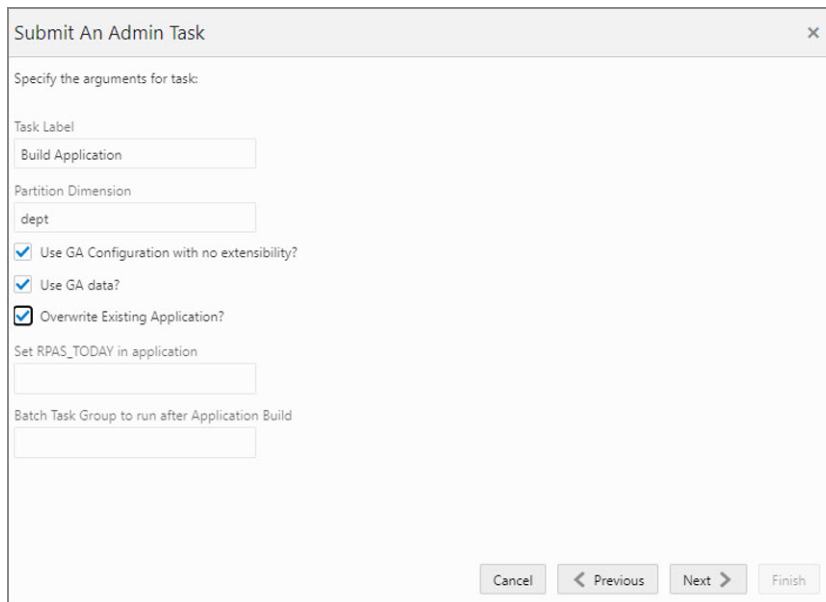 Submit An Admin Task
Specify the arguments for task:
Task Label
Build Application
Partition Dimension
dept
Use GA Configuration with no extensibility?
Use GA data?
Overwrite Existing Application?
Set RPAS_TODAY in application
Batch Task Group to run after Application Build
Cancel Previous Next Finish